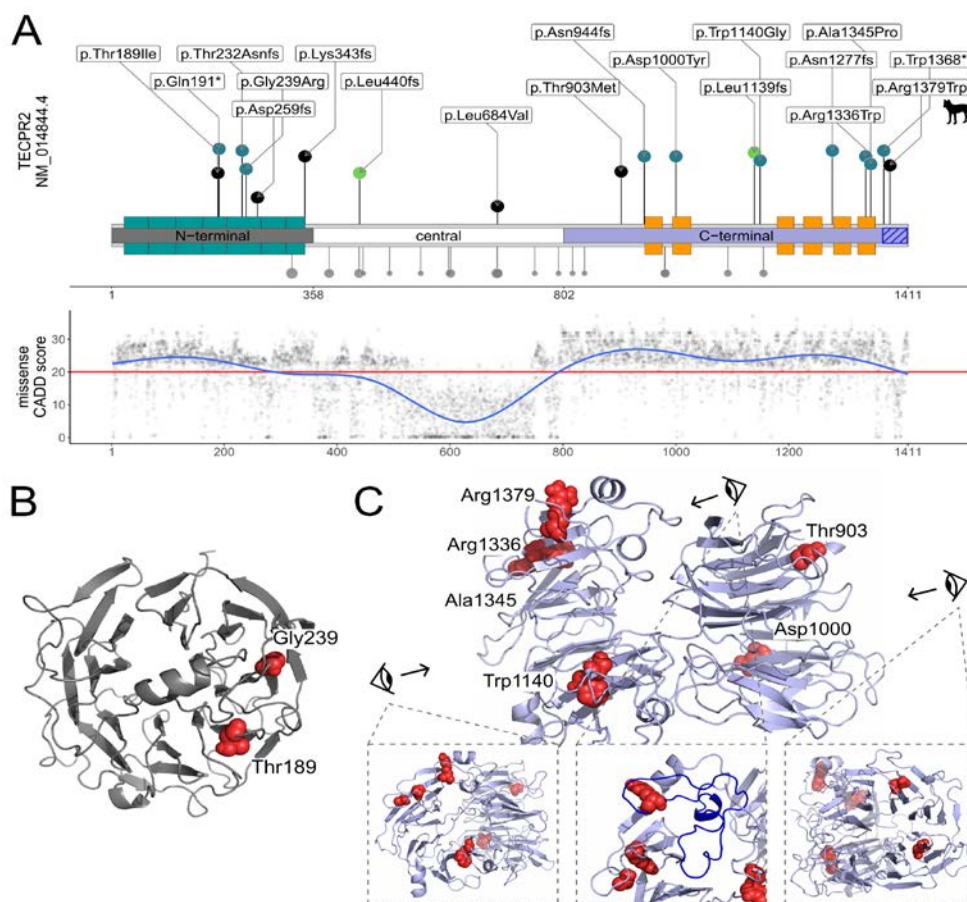 A
TECPR2
NM_014844.4
p.Thr189Ile
p.Thr232Asnfs
p.Lys343fs
p.Asn944fs
p.Trp1140Gly
p.Ala1345Pro
p.Gln191*
p.Gly239Arg
p.Leu440fs
p.Asp1000Tyr
p.Asn1277fs
p.Trp1368*
p.Asp259fs
p.Leu684Val
p.Thr903Met
p.Leu1139fs
p.Arg1379Trp
p.Arg1336Trp
N-terminal
central
C-terminal
1
358
802
1411
missense
CADD score
30
20
10
0
1
200
400
600
800
1000
1200
1411
B
Gly239
Thr189
C
Arg1379
Arg1336
Ala1345
Trp1140
Thr903
Asp1000